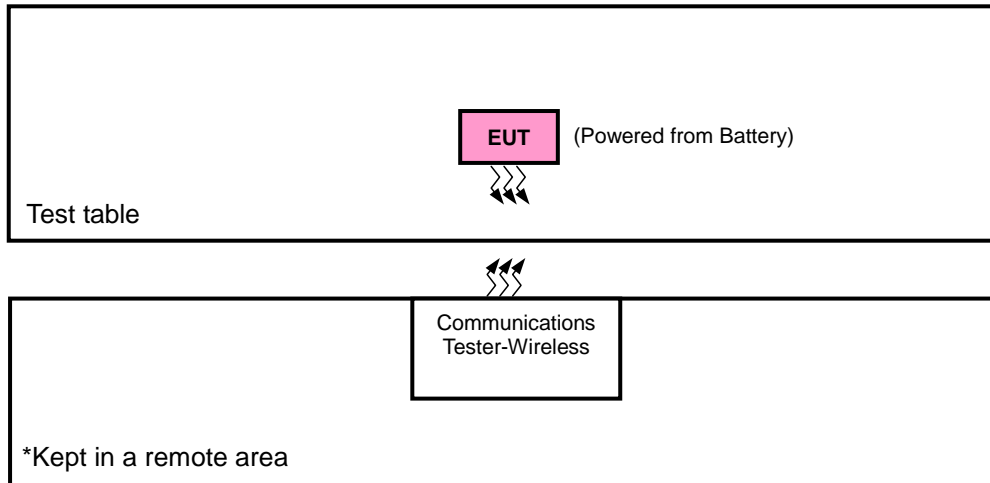 EUT
(Powered from Battery)
Test table
Communications
Tester-Wireless
*Kept in a remote area